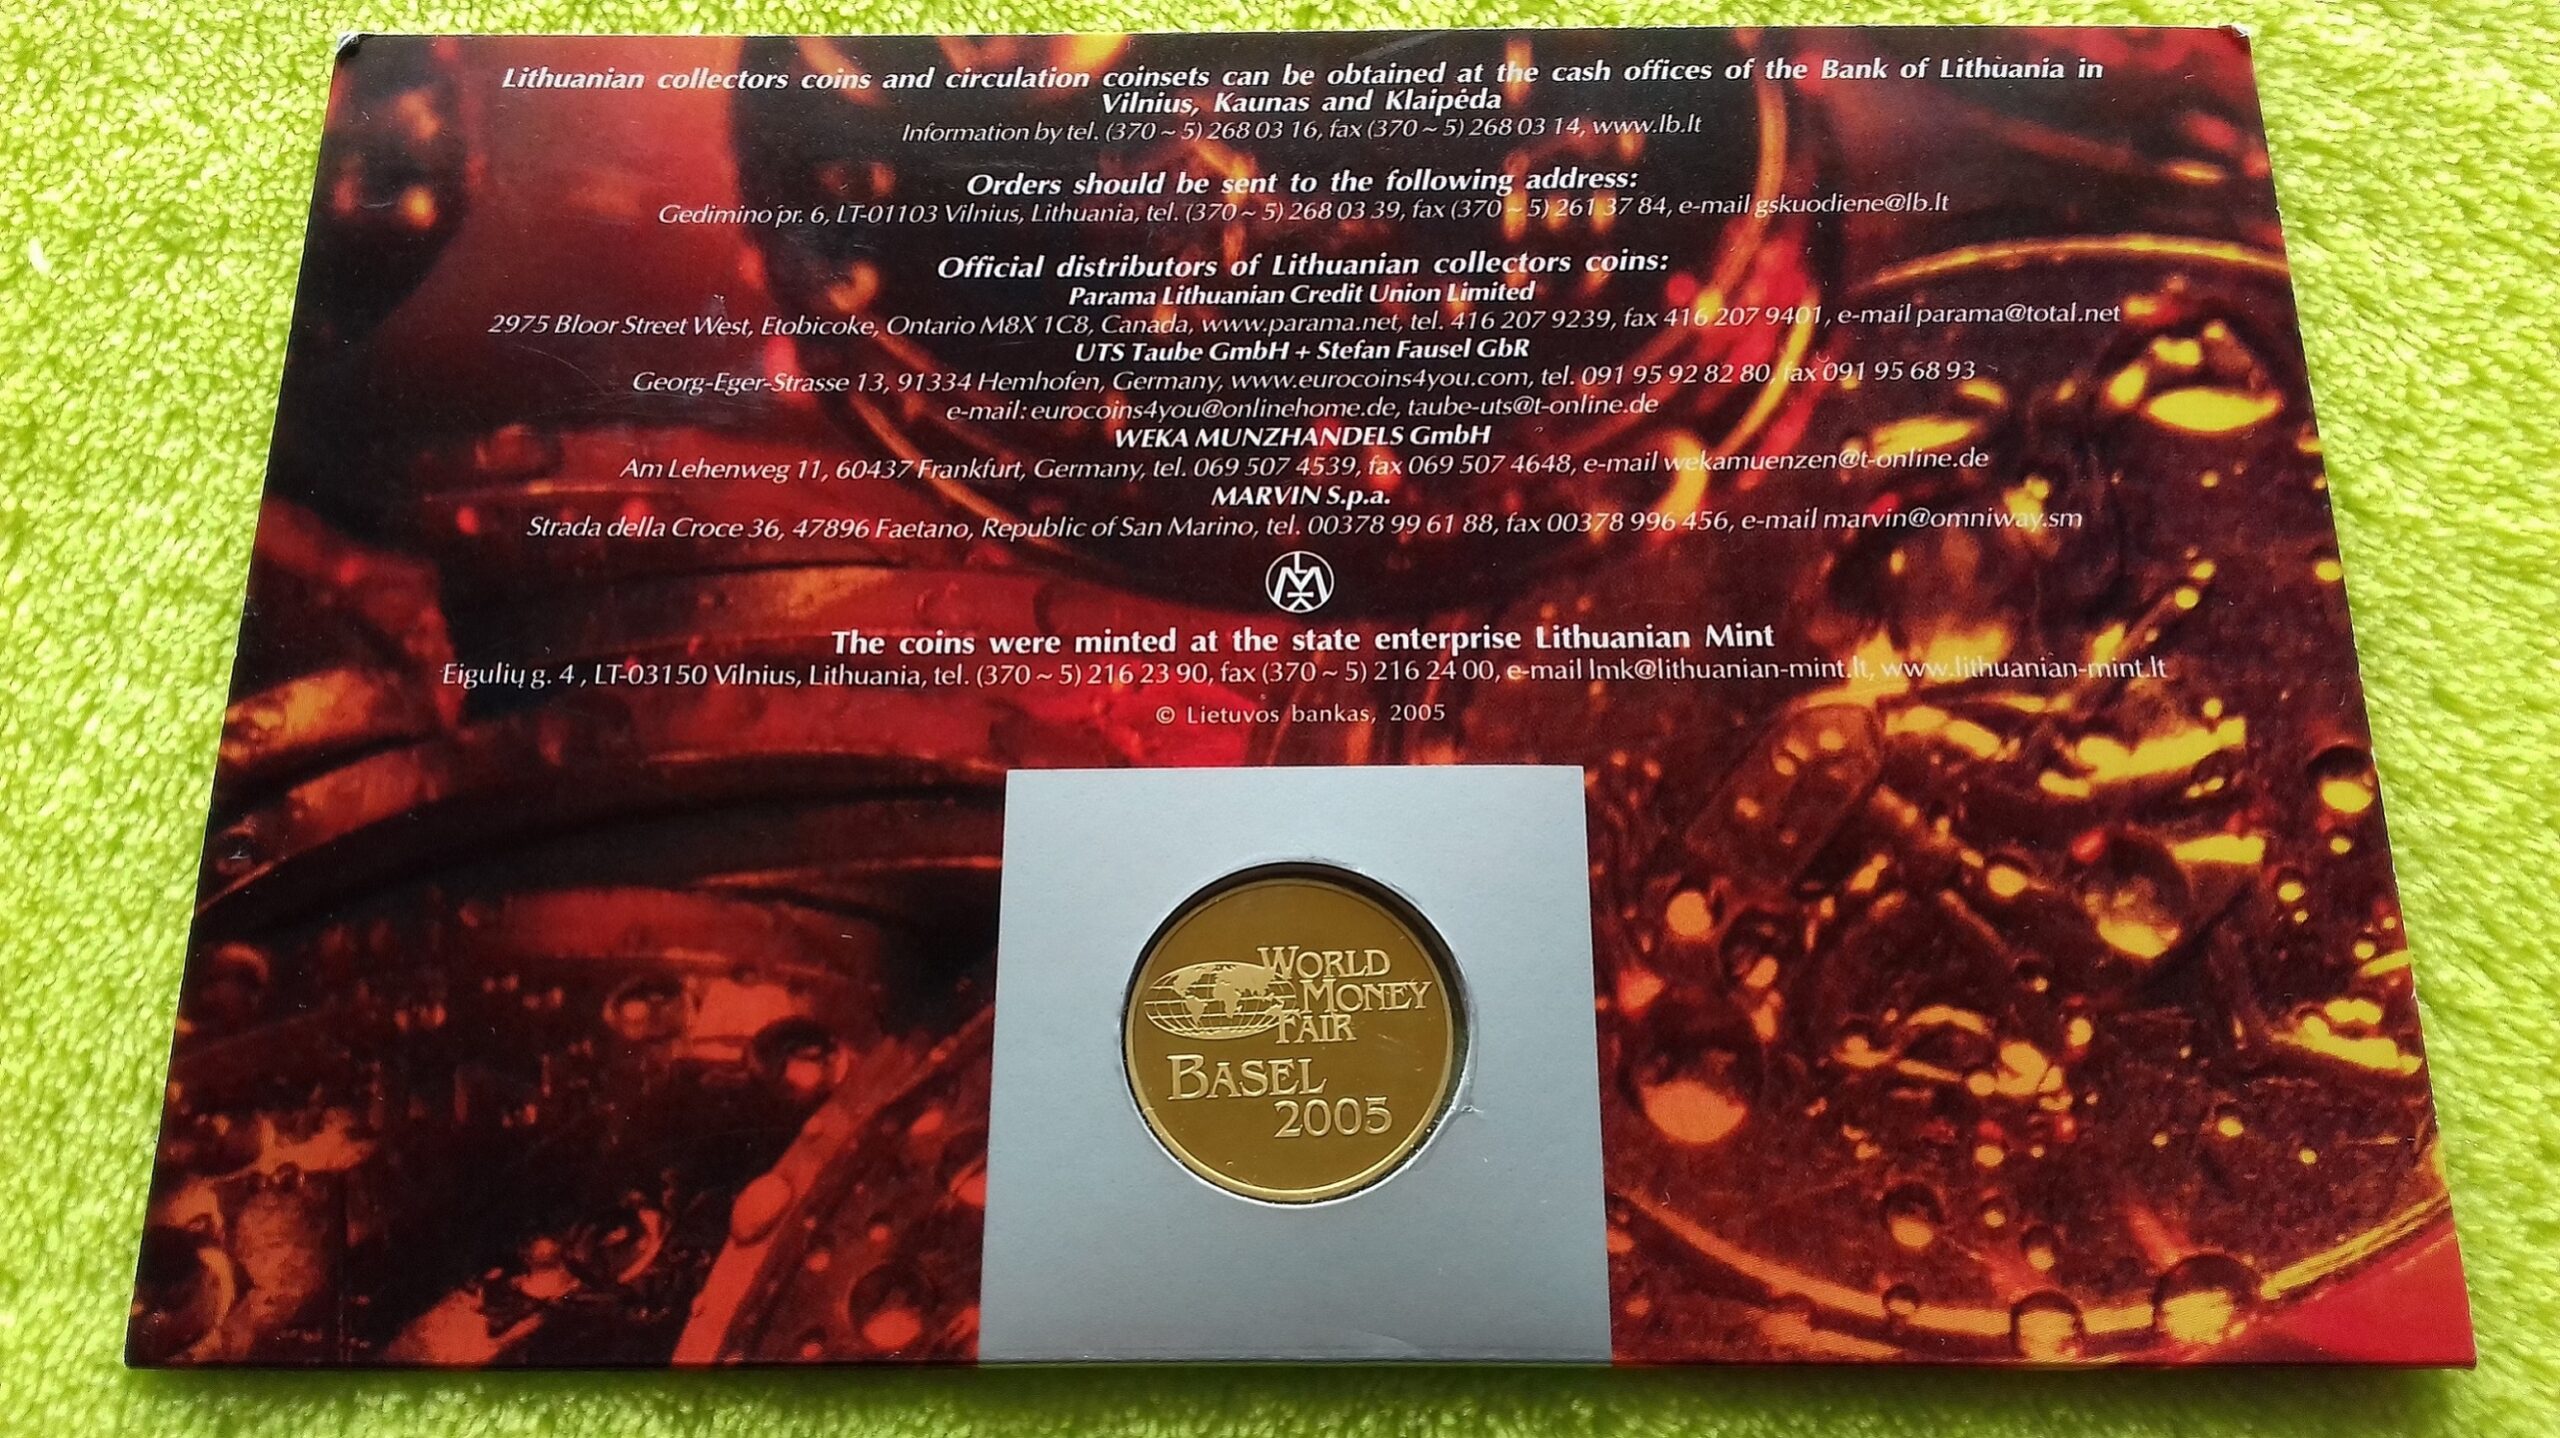 Lithuanian collectors coins and circulation coinsets can be obtained at the cash offices of the Bank of Lithuania in
Vilnius, Kaunas and Klaipėda
Information by tel. (370 ~ 5) 268 03 16, fax (370 ~ 5) 268 03 14, www.lb.lt
Orders should be sent to the following address:
Gedimino pr. 6, LT-01103 Vilnius, Lithuania, tel. (370 ~ 5) 268 03 39, fax (370 ~ 5) 261 37 84, e-mail gskuodiene@lb.lt
Official distributors of Lithuanian collectors coins:
Parama Lithuanian Credit Union Limited
2975 Bloor Street West, Etobicoke, Ontario M8X 1C8, Canada, www.parama.net, tel. 416 207 9239, fax 416 207 9401, e-mail parama@total.net
UTS Taube GmbH + Stefan Fausel GbR
Georg-Eger-Strasse 13, 91334 Hemhofen, Germany, www.eurocoins4you.com, tel. 091 95 92 82 80, fax 091 95 68 93
e-mail: eurocoins4you@onlinehome.de, taube-uts@t-online.de
WEKA MUNZHANDELS GmbH
Am Lehenweg 11, 60437 Frankfurt, Germany, tel. 069 507 4539, fax 069 507 4648, e-mail wekamuenzen@t-online.de
MARVIN S.p.a.
Strada della Croce 36, 47896 Faetano, Republic of San Marino, tel. 00378 99 61 88, fax 00378 996 456, e-mail marvin@omniway.sm
The coins were minted at the state enterprise Lithuanian Mint
Eigulių g. 4 , LT-03150 Vilnius, Lithuania, tel. (370 ~ 5) 216 23 90, fax (370 ~ 5) 216 24 00, e-mail lmk@lithuanian-mint.lt, www.lithuanian-mint.lt
© Lietuvos bankas, 2005
WORLD
MONEY
FAIR
BASEL
2005